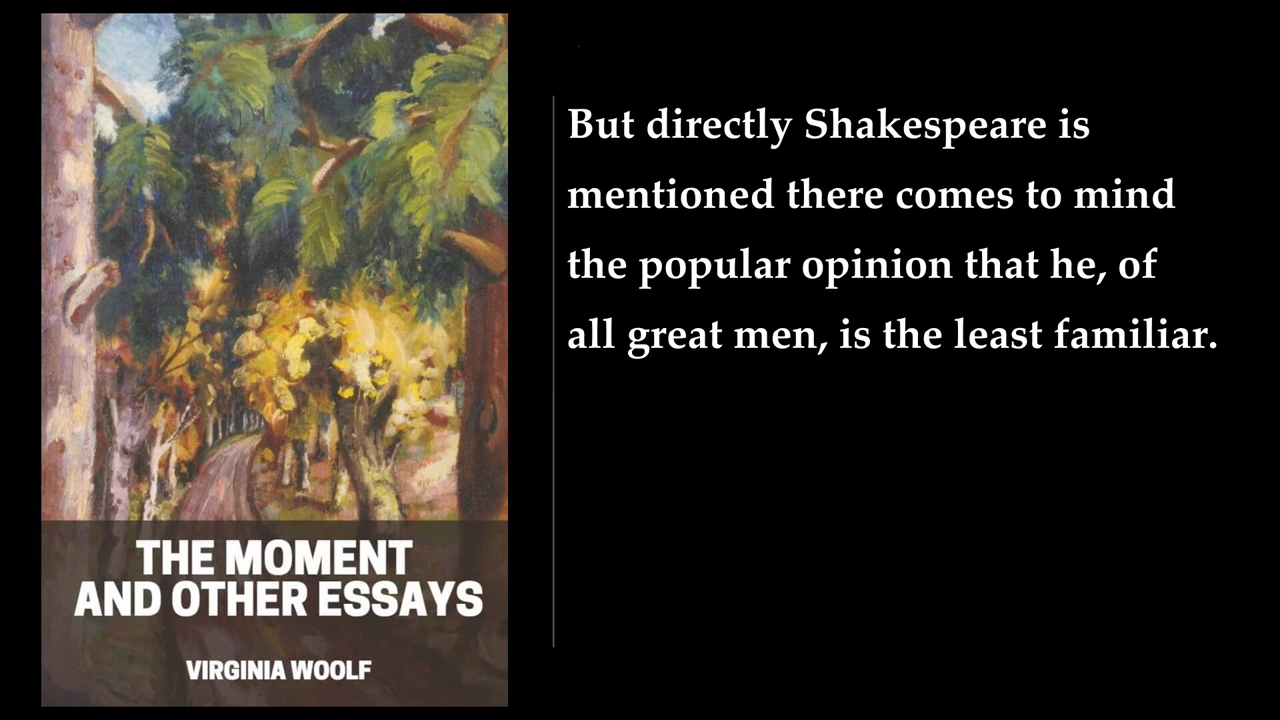 But directly Shakespeare is
mentioned there comes to mind
the popular opinion that he, of
all great men, is the least familiar.
THE MOMENT
AND OTHER ESSAYS
VIRGINIA WOOLF